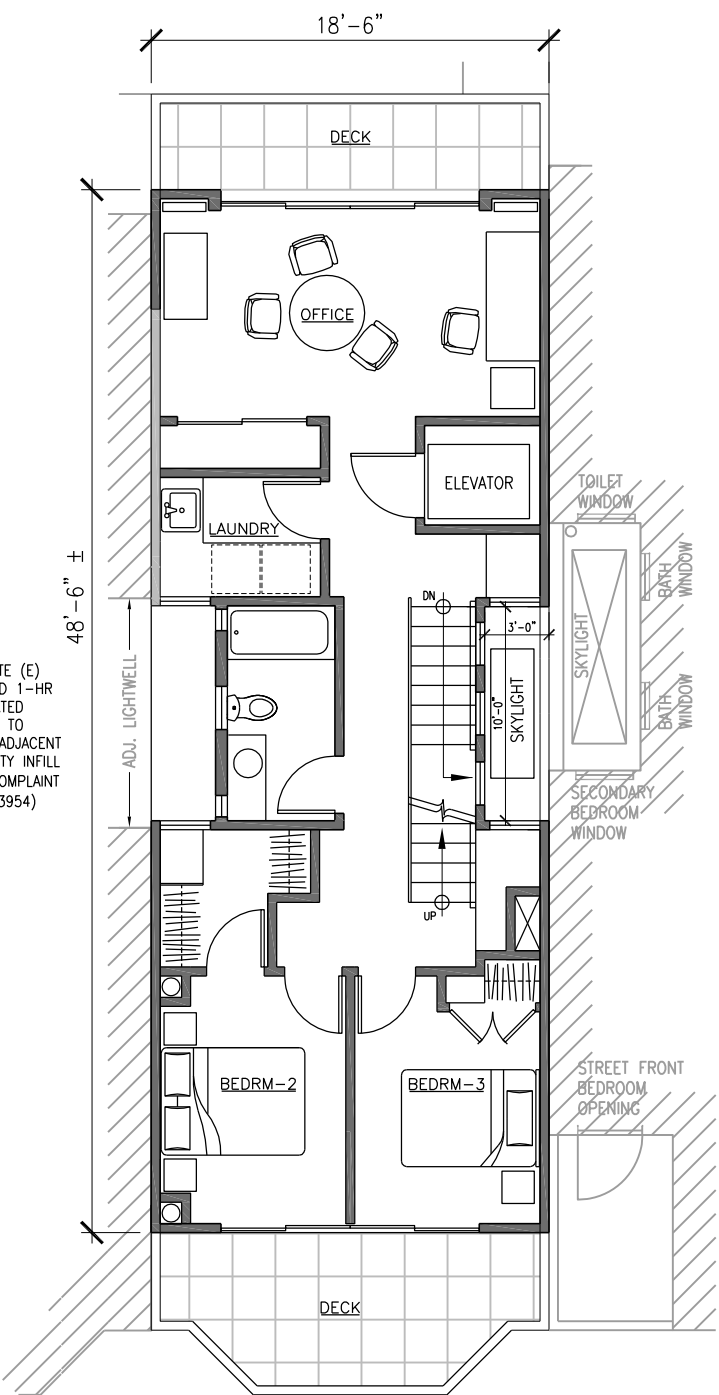 18'-6"
DECK
OFFICE
ELEVATOR
TOILET
WINDOW
LAUNDRY
48'-6" ±
BATH
WINDOW
DN
3'-0"
SKYLIGHT
10'-0"
SKYLIGHT
ADJ. LIGHTWELL
TE (E)
D 1-HR
TED
TO
ADJACENT
TY INFILL
OMPLAINT
3954)
BATH
WINDOW
SECONDARY
BEDROOM
WINDOW
UP
STREET FRONT
BEDROOM
OPENING
BEDRM-2
BEDRM-3
DECK